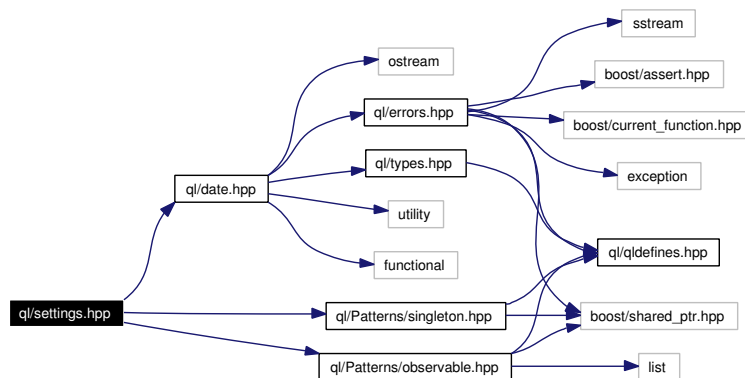 sstream
ostream
boost/assert.hpp
ql/errors.hpp
boost/current_function.hpp
ql/types.hpp
exception
ql/date.hpp
utility
ql/qldefines.hpp
functional
ql/settings.hpp
ql/Patterns/singleton.hpp
boost/shared_ptr.hpp
ql/Patterns/observable.hpp
list